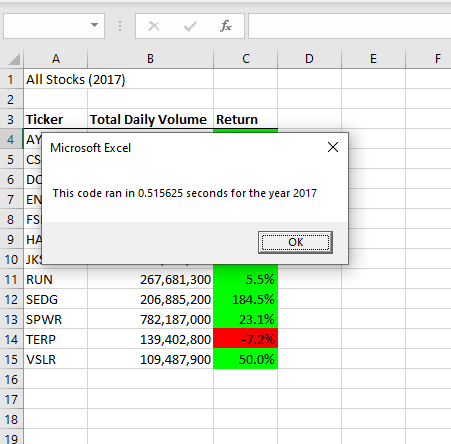 fx
A B C D E F
1 All Stocks (2017)
2
3 Ticker Total Daily Volume Return
4 AY
5 CS
6
7 EN
8 FS
9 HA
10 JKS
Microsoft Excel
This code ran in 0.515625 seconds for the year 2017
OK
11 RUN 267,681,300 5.5%
12 SEDG 206,885,200 184.5%
13 SPWR 782,187,000 23.1%
14 TERP 139,402,800 -7.2%
15 VSLR 109,487,900 50.0%
16
17
18
19